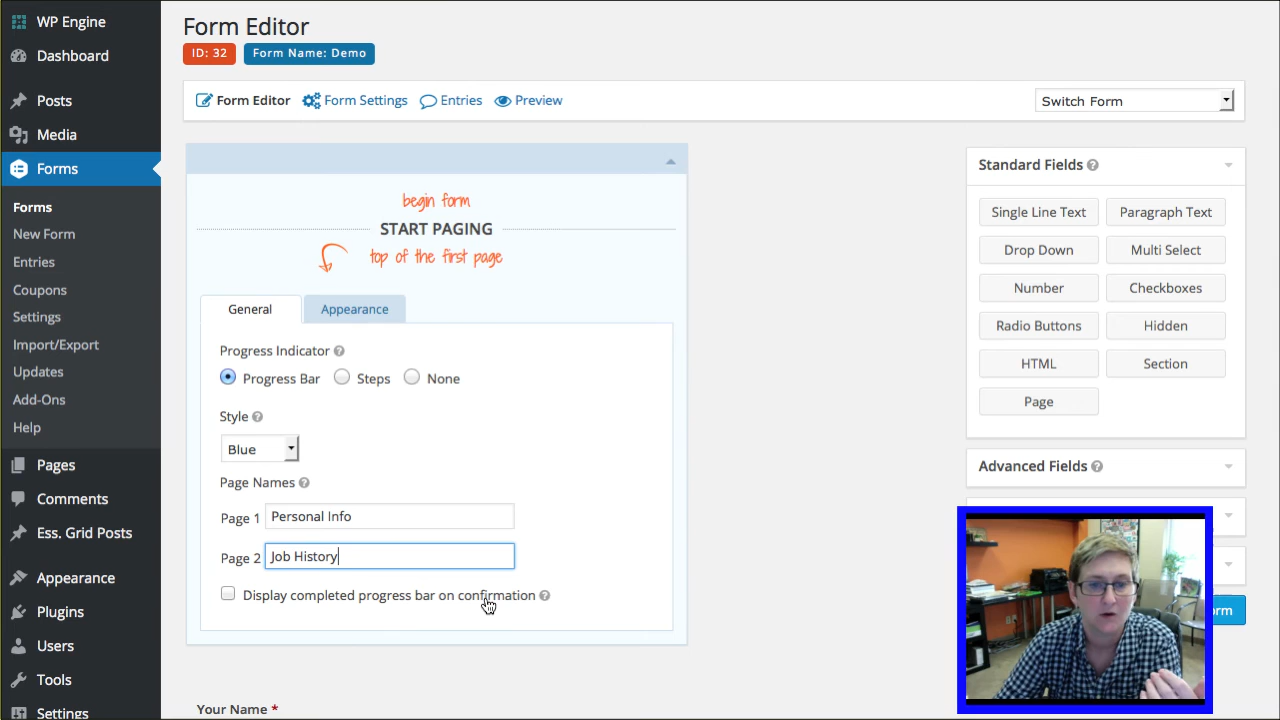 WP Engine
Dashboard
Posts
Media
Forms
Forms
New Form
Entries
Coupons
Settings
Import/Export
Updates
Add-Ons
Help
Pages
Comments
Ess. Grid Posts
Appearance
Plugins
Users
Tools
Settings
Form Editor
ID: 32 Form Name: Demo
Form Editor Form Settings Entries Preview Switch Form
begin form
START PAGING
top of the first page
General Appearance
Progress Indicator ?
Progress Bar Steps None
Style ?
Blue
Page Names ?
Page 1 Personal Info
Page 2 Job History
Display completed progress bar on confirmation ?
Your Name *
Standard Fields ?
Single Line Text Paragraph Text
Drop Down Multi Select
Number Checkboxes
Radio Buttons Hidden
HTML Section
Page
Advanced Fields ?
orm